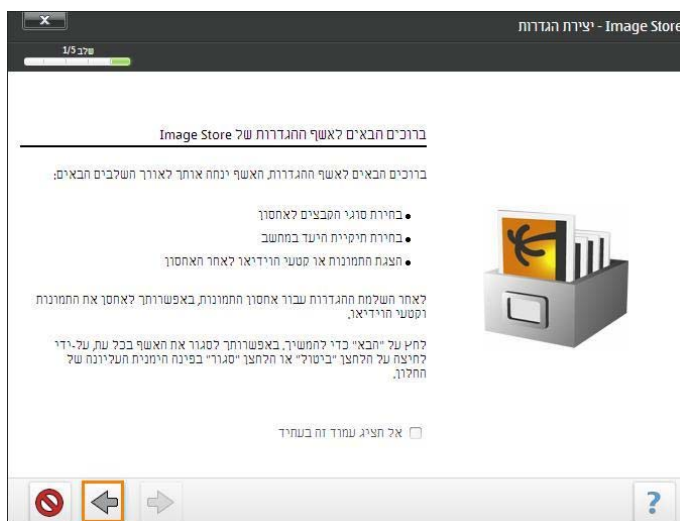 Image Store - יצירת הגדרות
שלב 1/5
ברוכים הבאים לאשף ההגדרות של Image Store
ברוכים הבאים לאשף ההגדרות, האשף ינחה אותך לאורך השלבים הבאים:
• בחירת סוגי הקבצים לאחסון
• בחירת תיקיית היעד במחשב
• הצגת התמונות או קטעי הוידיאו לאחר האחסון
לאחר השלמת ההגדרות עבור אחסון התמונות, באפשרותך לאחסן את התמונות
וקטעי הוידיאו.
לחץ על "הבא" כדי להמשיך. באפשרותך לסגור את האשף בכל עת, על-ידי
לחיצה על הלחצן "ביטול" או הלחצן "סגור" בפינה הימנית העליונה של
החלון.
אל תציג עמוד זה בעתיד
?